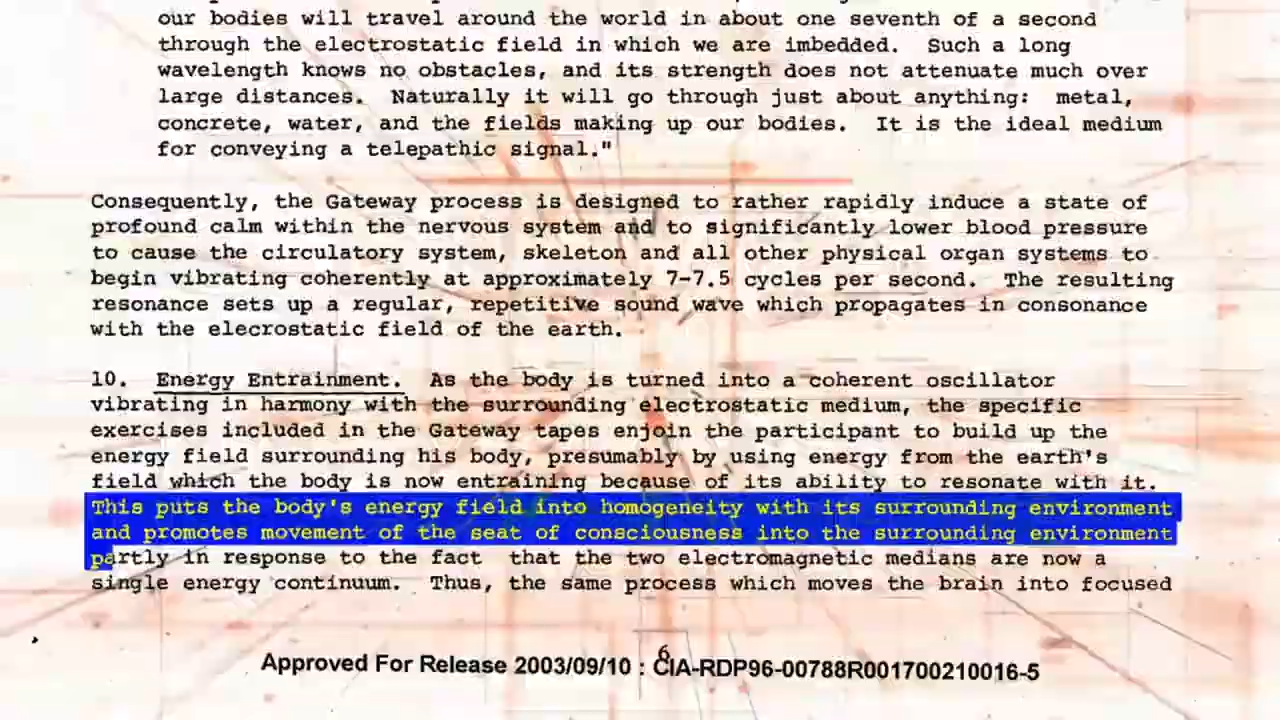 our bodies will travel around the world in about one seventh of a second
through the electrostatic field in which we are imbedded. Such a long
wavelength knows no obstacles, and its strength does not attenuate much over
large distances. Naturally it will go through just about anything: metal,
concrete, water, and the fields making up our bodies. It is the ideal medium
for conveying a telepathic signal."
Consequently, the Gateway process is designed to rather rapidly induce a state of
profound calm within the nervous system and to significantly lower blood pressure
to cause the circulatory system, skeleton and all other physical organ systems to
begin vibrating coherently at approximately 7-7.5 cycles per second. The resulting
resonance sets up a regular, repetitive sound wave which propagates in consonance
with the elecrostatic field of the earth.
10. Energy Entrainment. As the body is turned into a coherent oscillator
vibrating in harmony with the surrounding electrostatic medium, the specific
exercises included in the Gateway tapes enjoin the participant to build up the
energy field surrounding his body, presumably by using energy from the earth's
field which the body is now entraining because of its ability to resonate with it.
This puts the body's energy field into homogeneity with its surrounding environment
and promotes movement of the seat of consciousness into the surrounding environment
partly in response to the fact that the two electromagnetic medians are now a
single energy continuum. Thus, the same process which moves the brain into focused
6
Approved For Release 2003/09/10 : CIA-RDP96-00788R001700210016-5